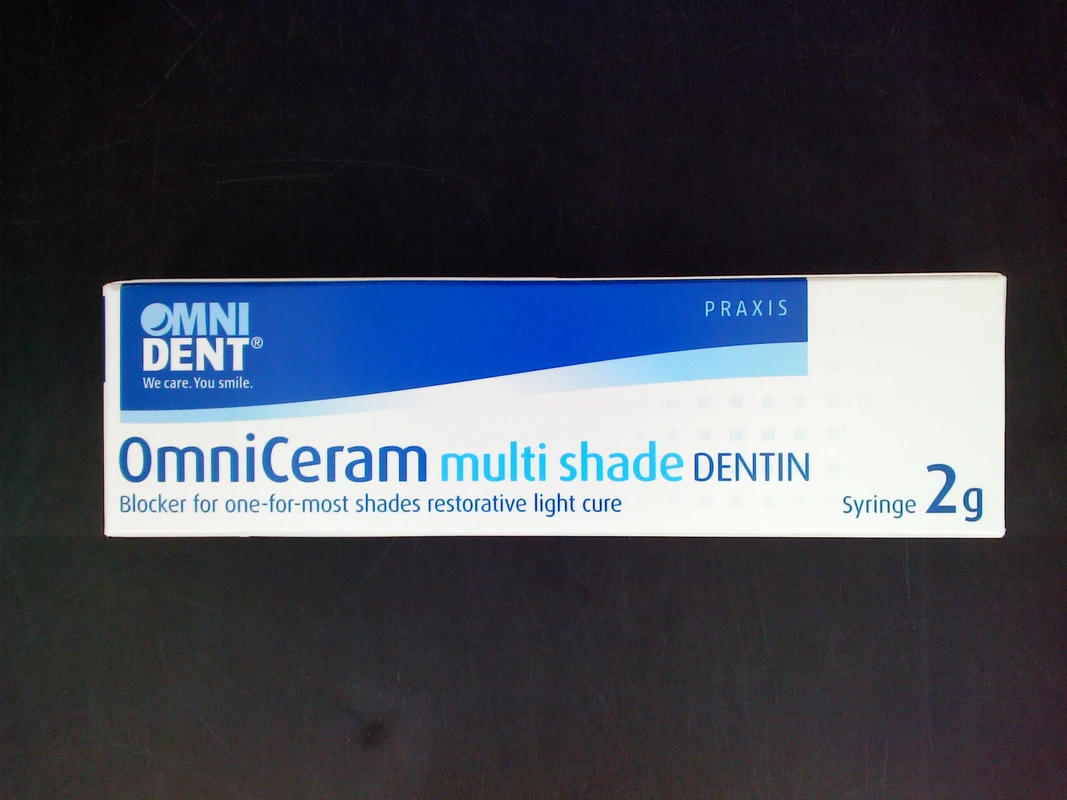 OMNI
DENT®
We care. You smile.
PRAXIS
OmniCeram multi shade DENTIN
Blocker for one-for-most shades restorative light cure
Syringe 2g